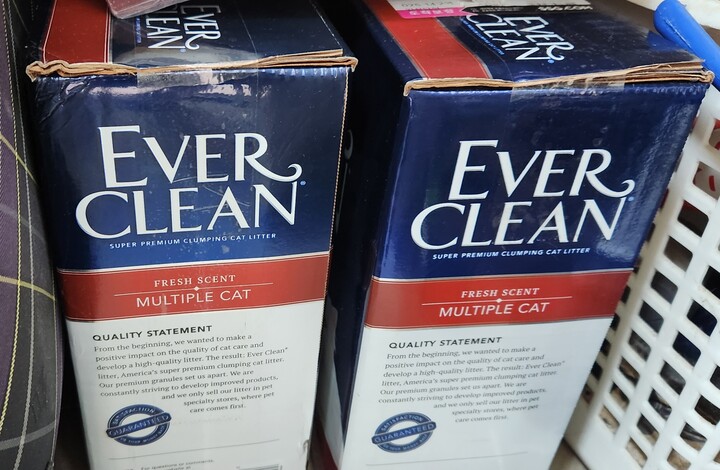 EVER
CLEAN
EVER
CLEAN
EVER
CLEAN
SUPER PREMIUM CLUMPING CAT LITTER
FRESH SCENT
MULTIPLE CAT
QUALITY STATEMENT
From the beginning, we wanted to make a
positive impact on the quality of cat care and
develop a high-quality litter. The result: Ever Clean®
litter, America's super premium clumping cat litter.
Our premium granules set us apart. We are
constantly striving to develop improved products,
and we only sell our litter in pet
specialty stores, where pet
care comes first.
SATISFACTION
GUARANTEED
EVER
CLEAN
SUPER PREMIUM CLUMPING CAT LITTER
FRESH SCENT
MULTIPLE CAT
QUALITY STATEMENT
From the beginning, we wanted to make a
positive impact on the quality of cat care and
develop a high-quality litter. The result: Ever Clean®
litter, America's super premium clumping cat litter.
Our premium granules set us apart. We are
constantly striving to develop improved products,
and we only sell our litter in pet
specialty stores, where pet
care comes first.
SATISFACTION
GUARANTEED